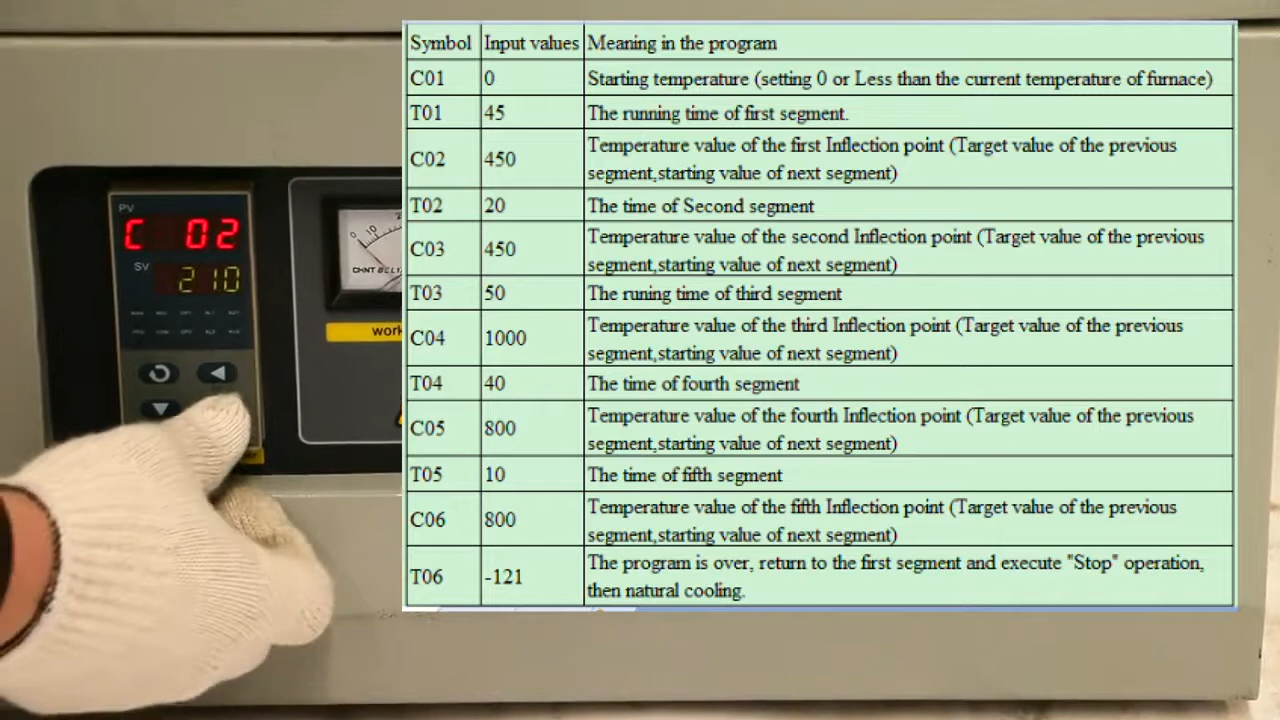 Symbol Input values Meaning in the program
C01 0 Starting temperature (setting 0 or Less than the current temperature of furnace)
T01 45 The running time of first segment.
C02 450 Temperature value of the first Inflection point (Target value of the previous
segment,starting value of next segment)
T02 20 The time of Second segment
C03 450 Temperature value of the second Inflection point (Target value of the previous
segment,starting value of next segment)
T03 50 The runing time of third segment
C04 1000 Temperature value of the third Inflection point (Target value of the previous
segment,starting value of next segment)
T04 40 The time of fourth segment
C05 800 Temperature value of the fourth Inflection point (Target value of the previous
segment,starting value of next segment)
T05 10 The time of fifth segment
C06 800 Temperature value of the fifth Inflection point (Target value of the previous
segment,starting value of next segment)
T06 -121 The program is over, return to the first segment and execute "Stop" operation,
then natural cooling.
PV
C 02
SV
210
0 10
work